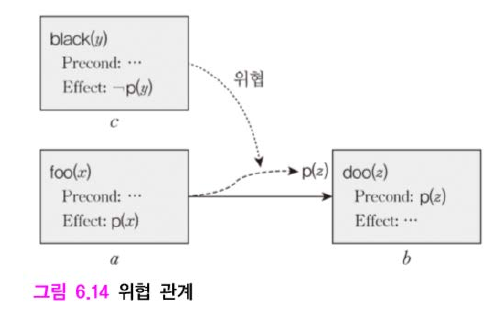 black(y)
Precond: ⋯
Effect: ¬p(y)
c
위협
foo(x)
Precond: ⋯
Effect: p(x)
a
p(z)
doo(z)
Precond: p(z)
Effect: ⋯
b
그림 6.14 위협 관계